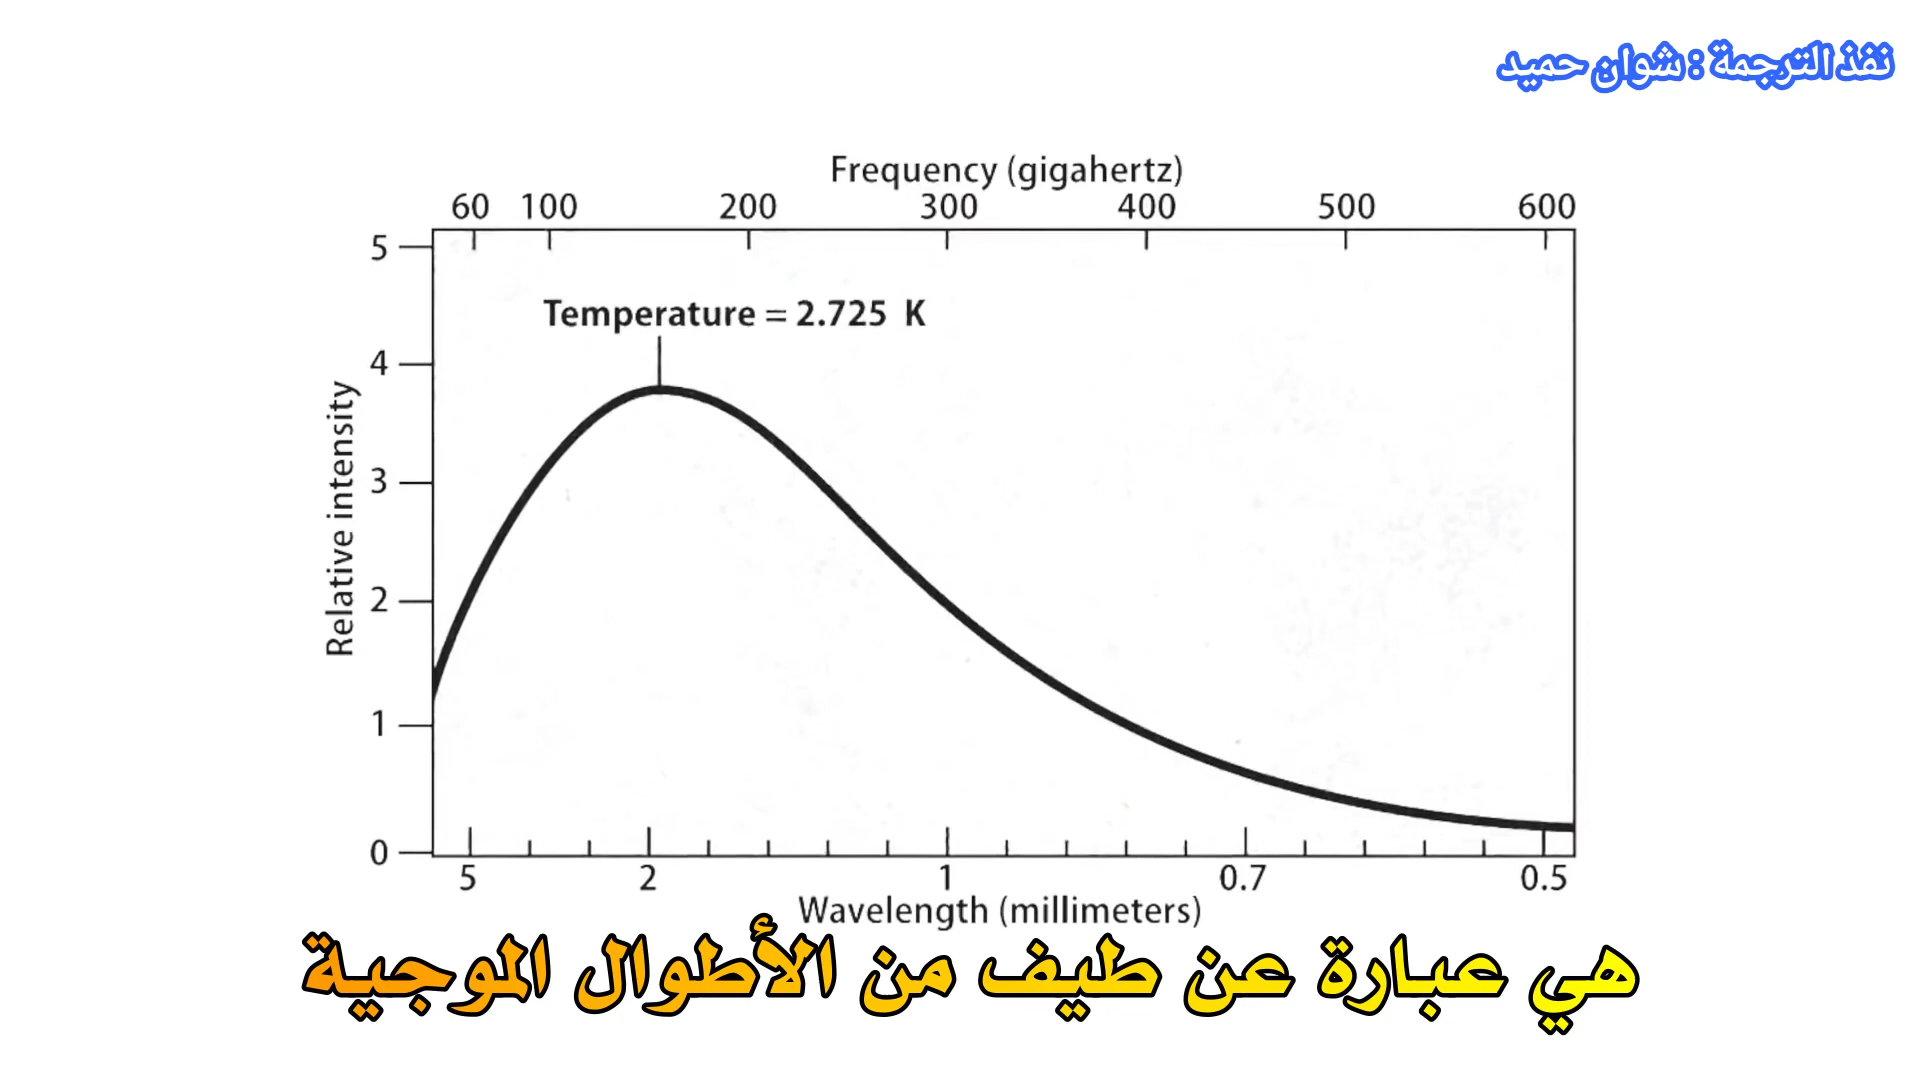 نفذ الترجمة : شوان حميد
Frequency (gigahertz)
60 100 200 300 400 500 600
5
Temperature = 2.725 K
4
3
2
1
0
Relative intensity
5 2 1 0.7 0.5
Wavelength (millimeters)
هي عبارة عن طيف من الأطوال الموجية